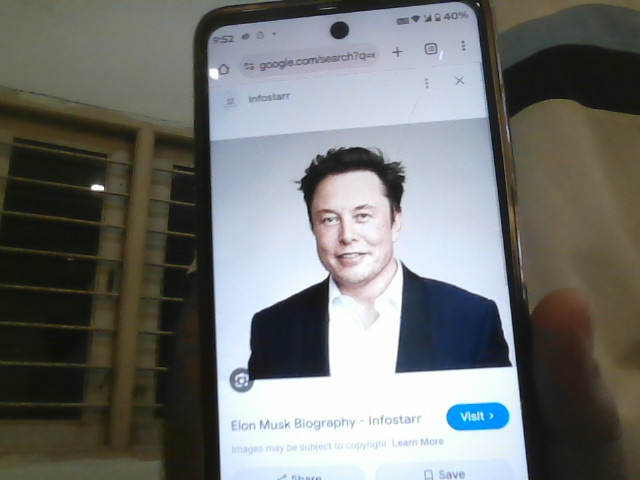 9:52 40%
google.com/search?q=
Infostarr
Elon Musk Biography - Infostarr
Visit >
Images may be subject to copyright. Learn More
Share Save